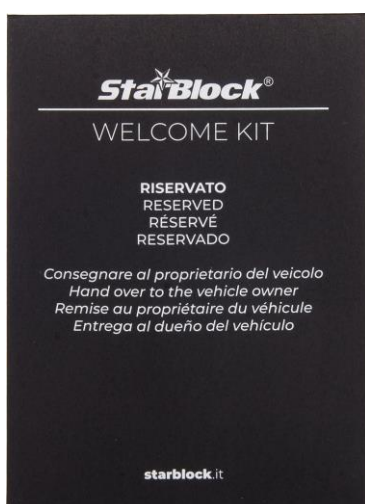 StarBlock®
WELCOME KIT
RISERVATO
RESERVED
RÉSERVÉ
RESERVADO
Consegnare al proprietario del veicolo
Hand over to the vehicle owner
Remise au propriétaire du véhicule
Entrega al dueño del vehículo
starblock.it